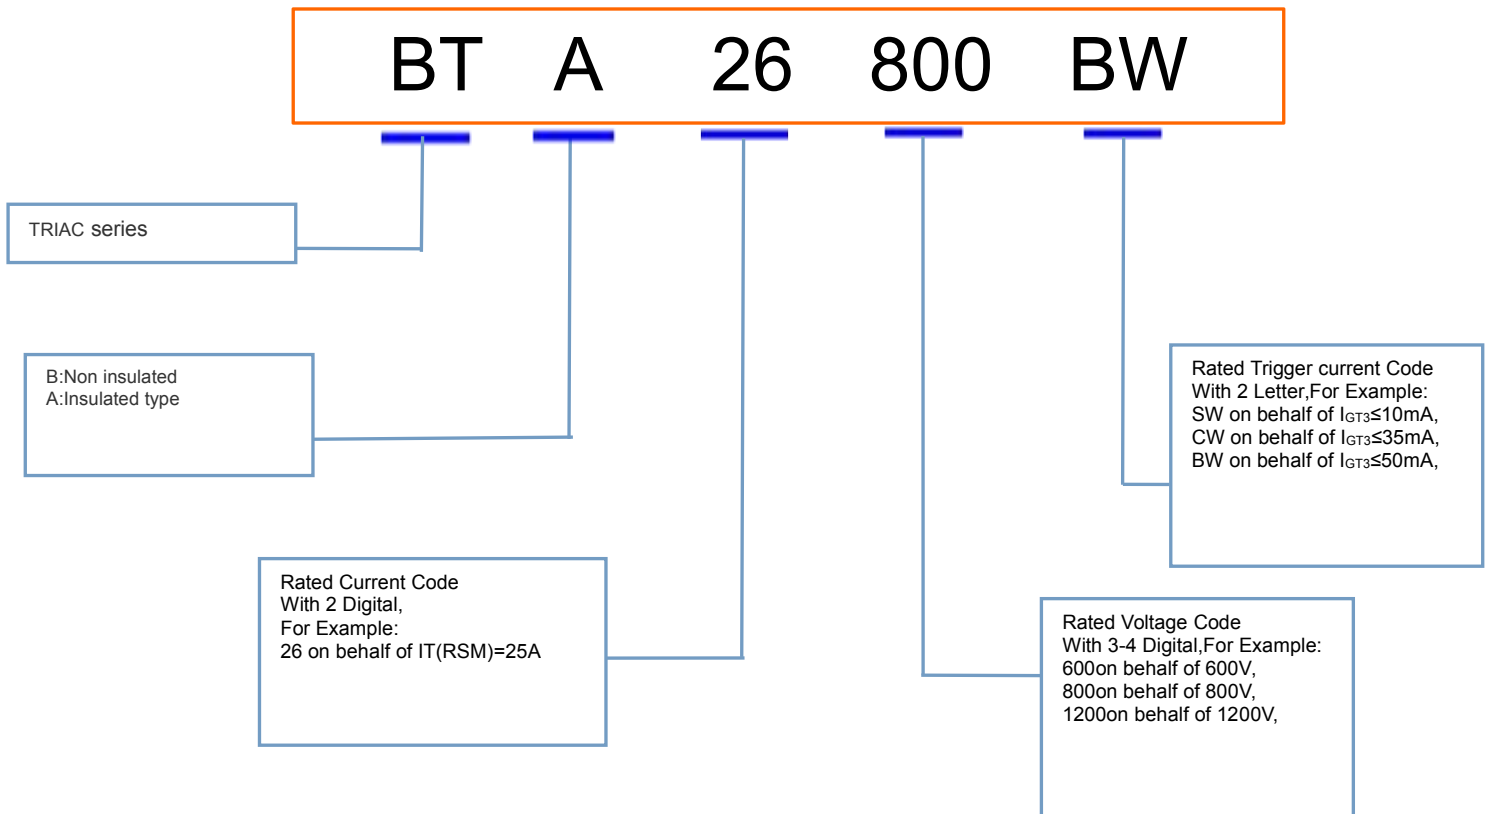 BT A 26 800 BW
TRIAC series
B:Non insulated
A:Insulated type
Rated Trigger current Code
With 2 Letter,For Example:
SW on behalf of IGT3≤10mA,
CW on behalf of IGT3≤35mA,
BW on behalf of IGT3≤50mA,
Rated Current Code
With 2 Digital,
For Example:
26 on behalf of IT(RSM)=25A
Rated Voltage Code
With 3-4 Digital,For Example:
600on behalf of 600V,
800on behalf of 800V,
1200on behalf of 1200V,